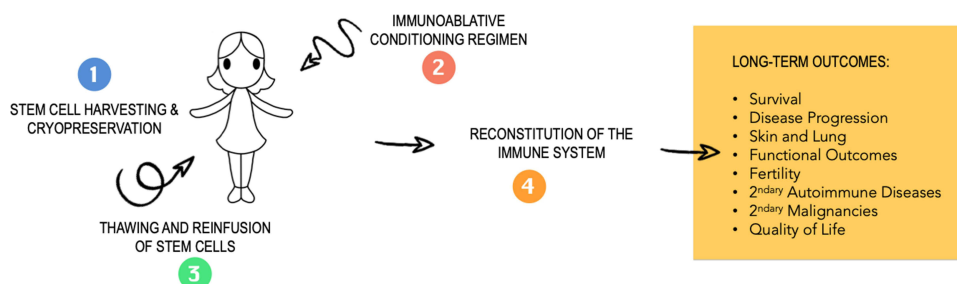 1
STEM CELL HARVESTING &
CRYOPRESERVATION
IMMUNOABLATIVE
CONDITIONING REGIMEN
2
THAWING AND REINFUSION
OF STEM CELLS
3
RECONSTITUTION OF THE
IMMUNE SYSTEM
4
LONG-TERM OUTCOMES:
• Survival
• Disease Progression
• Skin and Lung
• Functional Outcomes
• Fertility
• 2ndary Autoimmune Diseases
• 2ndary Malignancies
• Quality of Life